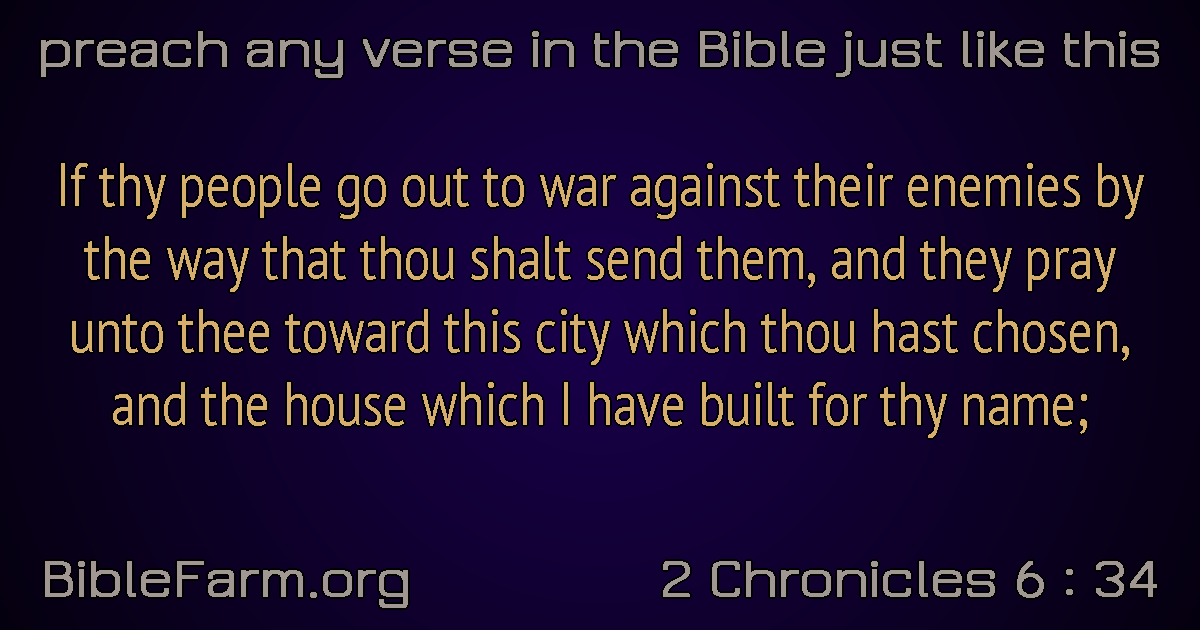 preach any verse in the Bible just like this
If thy people go out to war against their enemies by
the way that thou shalt send them, and they pray
unto thee toward this city which thou hast chosen,
and the house which I have built for thy name;
BibleFarm.org
2 Chronicles 6 : 34